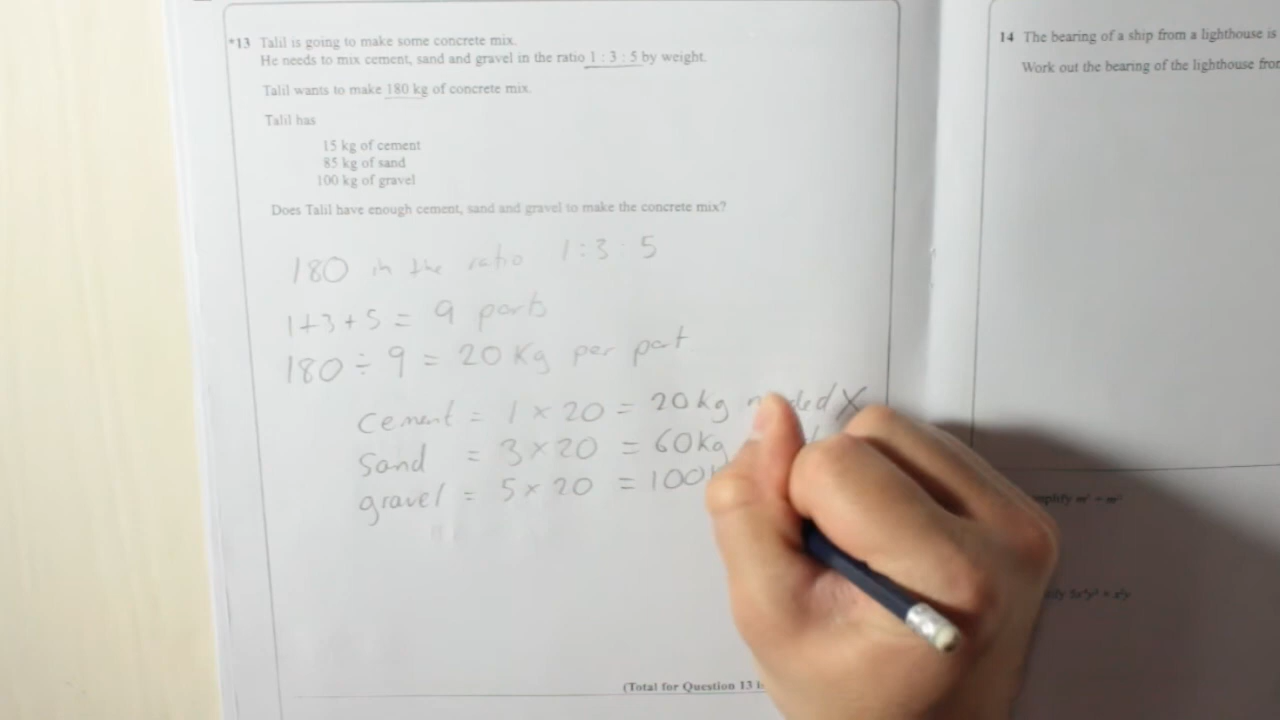 *13 Talil is going to make some concrete mix.
He needs to mix cement, sand and gravel in the ratio 1 : 3 : 5 by weight.
Talil wants to make 180 kg of concrete mix.
Talil has
15 kg of cement
85 kg of sand
100 kg of gravel
Does Talil have enough cement, sand and gravel to make the concrete mix?
180 in the ratio 1 : 3 : 5
1+3+5 = 9 parts
180 ÷ 9 = 20 Kg per part
cement = 1 × 20 = 20kg needed X
Sand = 3 × 20 = 60kg
gravel = 5 × 20 = 100
(Total for Question 13
14 The bearing of a ship from a lighthouse is
Work out the bearing of the lighthouse from